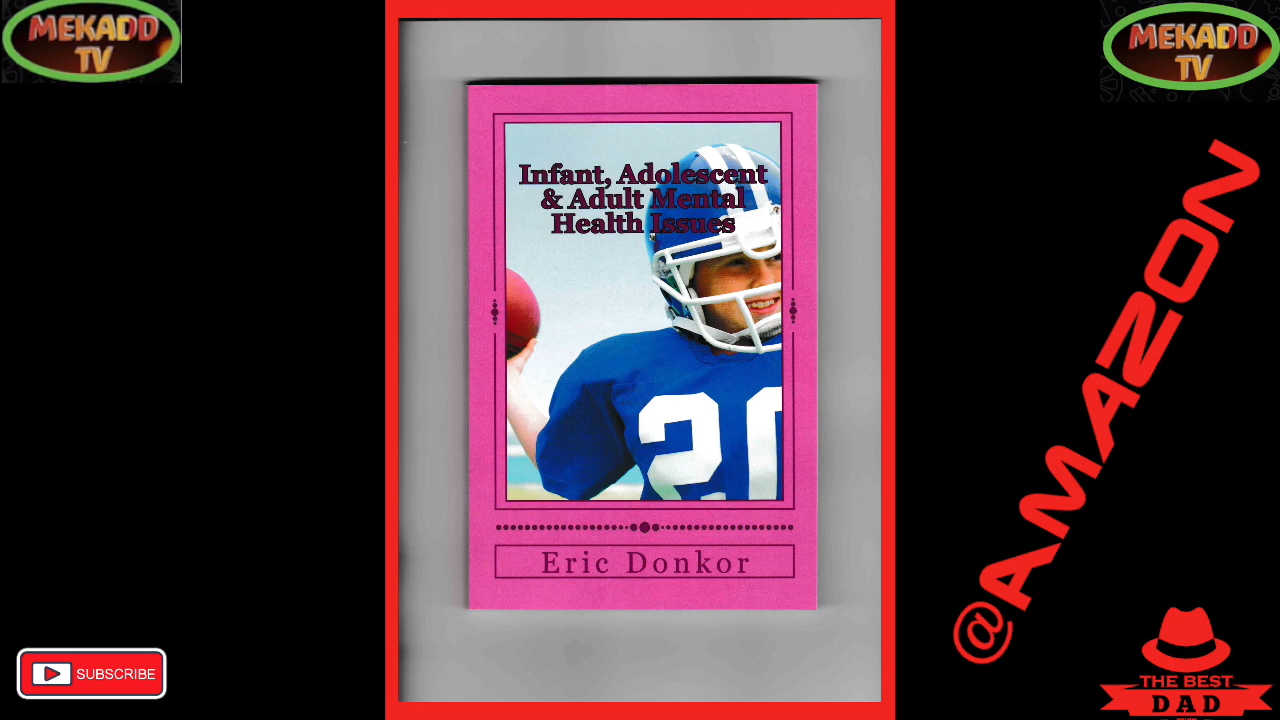 MEKADD
TV
MEKADD
TV
Infant, Adolescent
& Adult Mental
Health Issues
20
Eric Donkor
@AMAZON
SUBSCRIBE
THE BEST
DAD